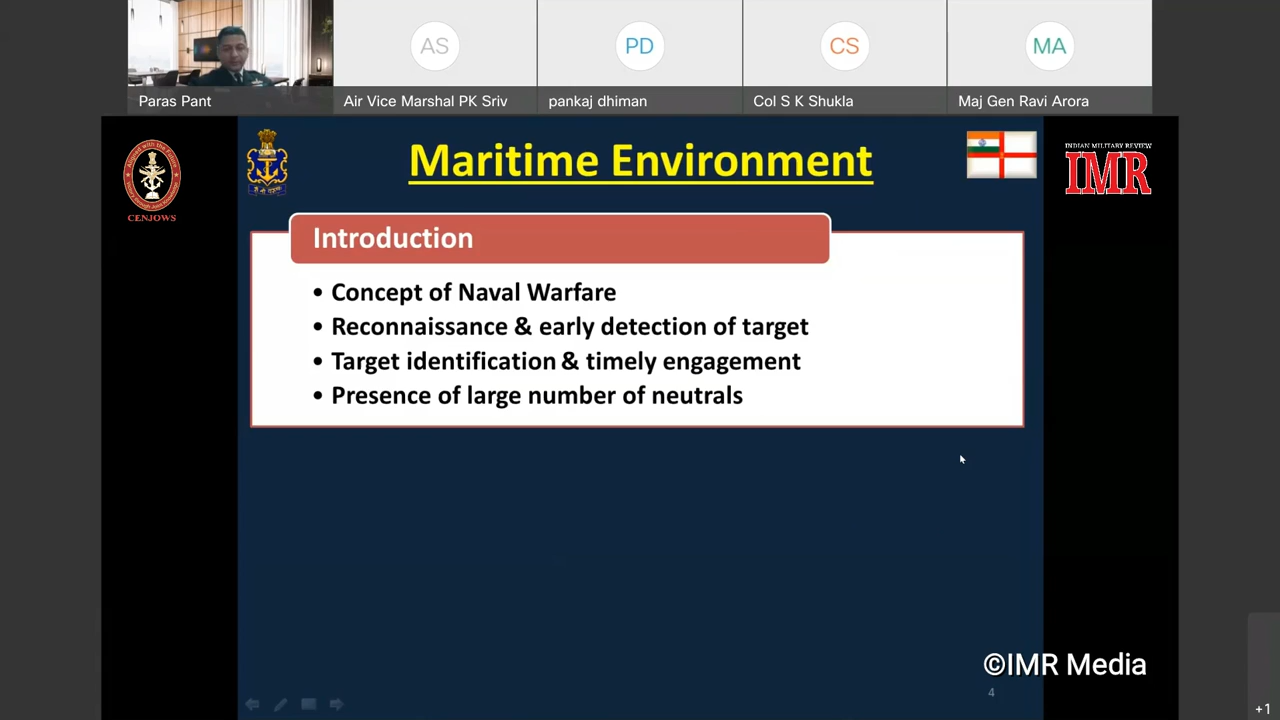 AS
PD
CS
MA
Paras Pant
Air Vice Marshal PK Sriv
pankaj dhiman
Col S K Shukla
Maj Gen Ravi Arora
CENJOWS
Maritime Environment
INDIAN MILITARY REVIEW
IMR
Introduction
• Concept of Naval Warfare
• Reconnaissance & early detection of target
• Target identification & timely engagement
• Presence of large number of neutrals
©IMR Media
4
+1